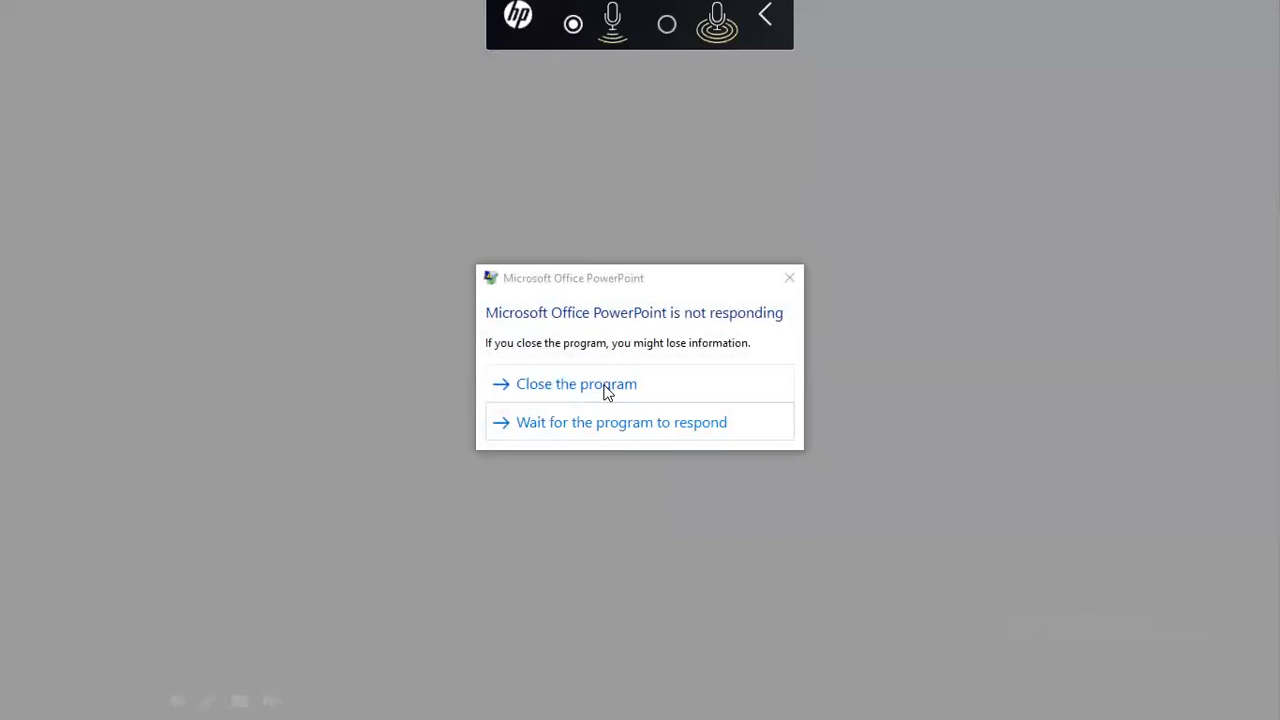 hp
Microsoft Office PowerPoint
Microsoft Office PowerPoint is not responding
If you close the program, you might lose information.
Close the program
Wait for the program to respond